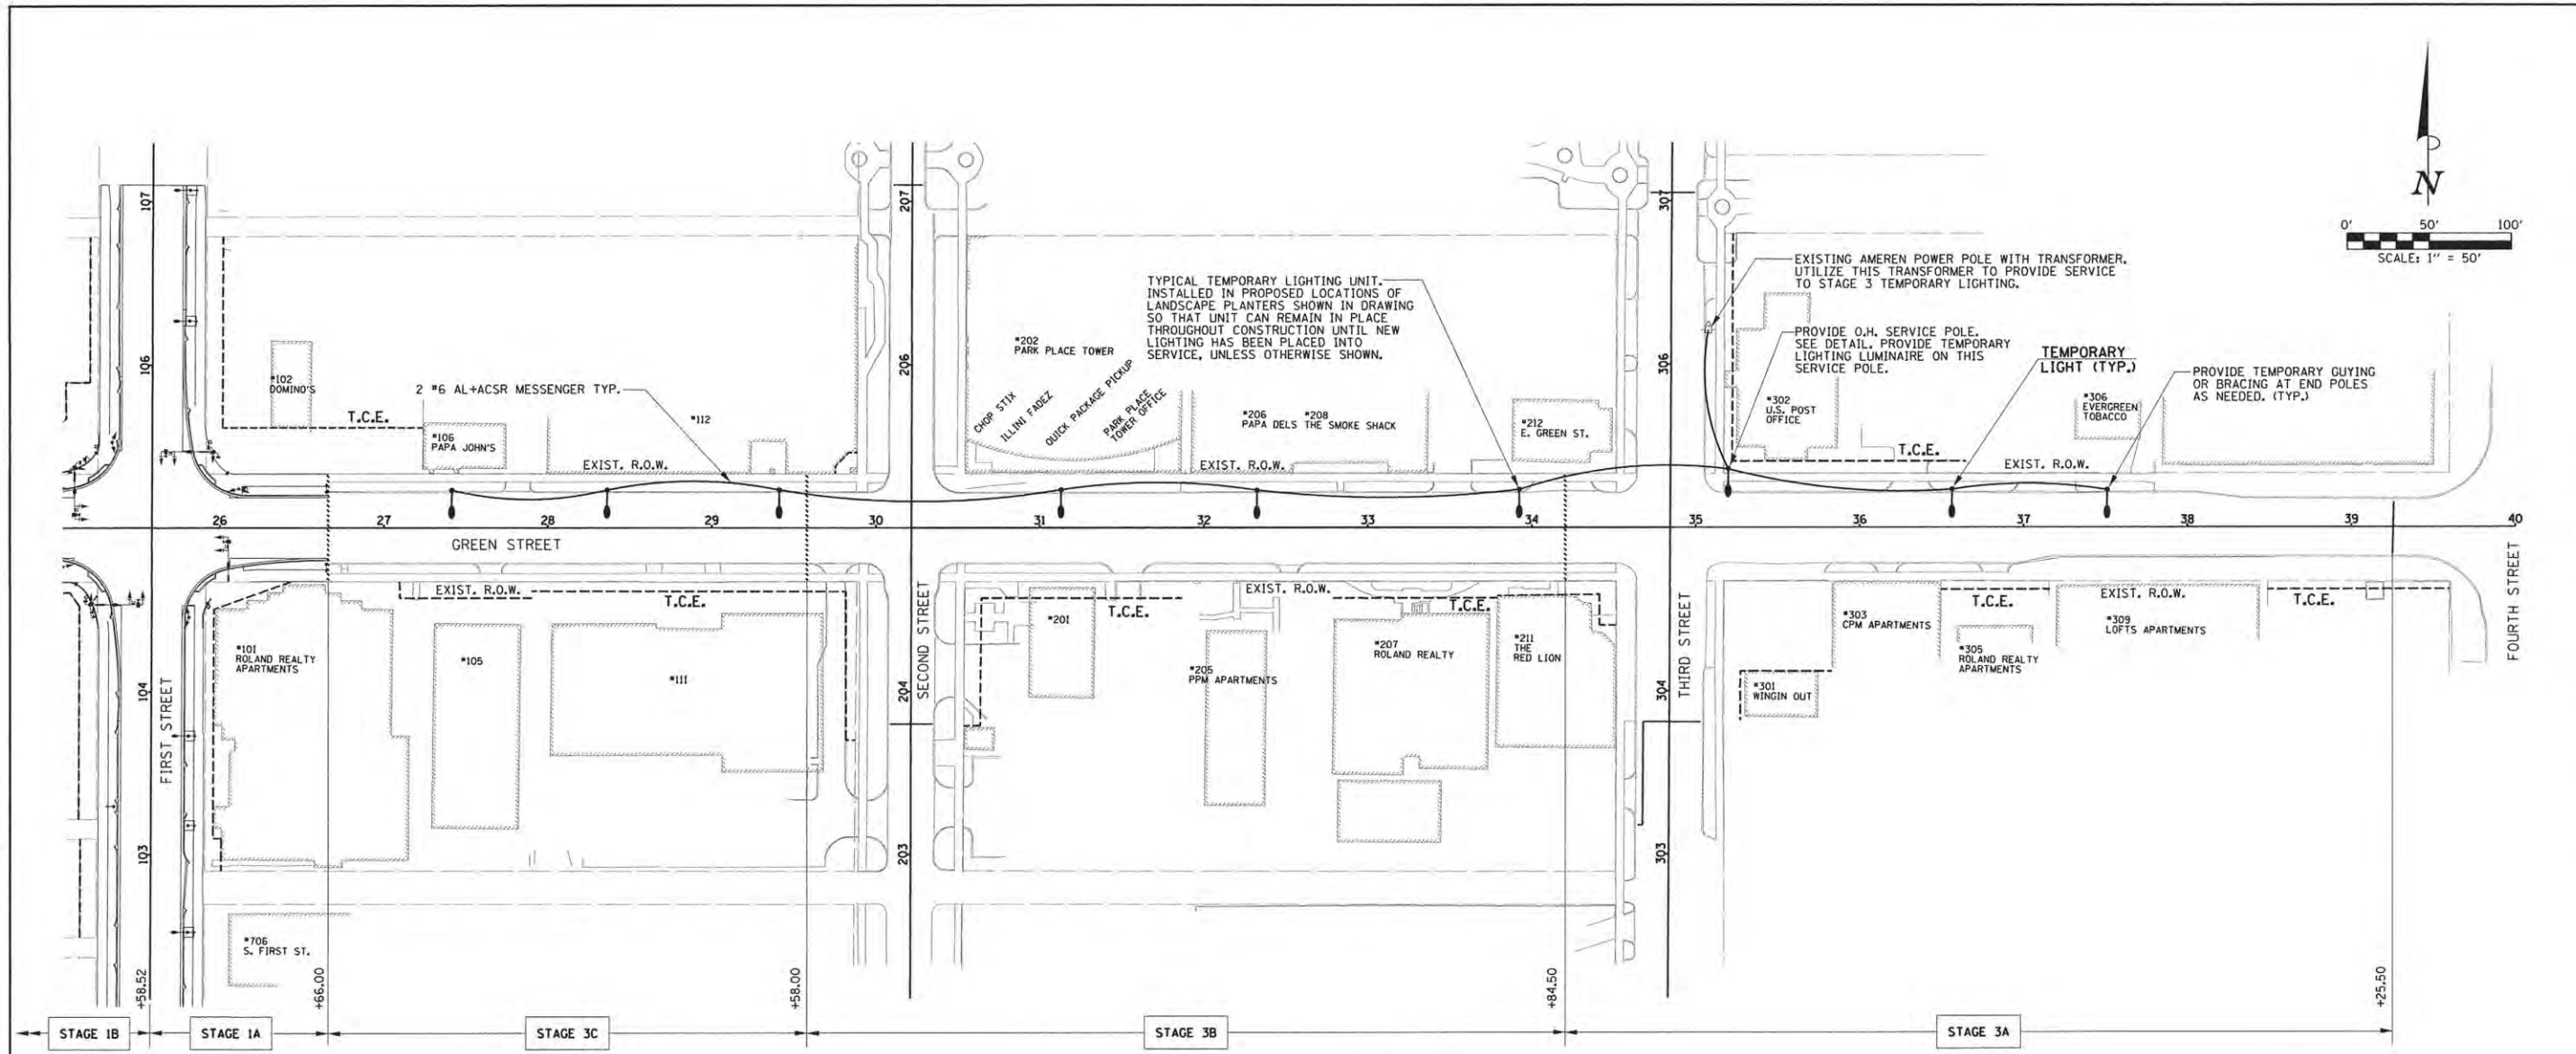 N
0' 50' 100'
SCALE: 1" = 50'
107
207
307
EXISTING AMEREN POWER POLE WITH TRANSFORMER.
UTILIZE THIS TRANSFORMER TO PROVIDE SERVICE
TO STAGE 3 TEMPORARY LIGHTING.
TYPICAL TEMPORARY LIGHTING UNIT.
INSTALLED IN PROPOSED LOCATIONS OF
LANDSCAPE PLANTERS SHOWN IN DRAWING
SO THAT UNIT CAN REMAIN IN PLACE
THROUGHOUT CONSTRUCTION UNTIL NEW
LIGHTING HAS BEEN PLACED INTO
SERVICE, UNLESS OTHERWISE SHOWN.
PROVIDE O.H. SERVICE POLE.
SEE DETAIL. PROVIDE TEMPORARY
LIGHTING LUMINAIRE ON THIS
SERVICE POLE.
TEMPORARY
LIGHT (TYP.)
PROVIDE TEMPORARY GUYING
OR BRACING AT END POLES
AS NEEDED. (TYP.)
106
206
306
*102
DOMINO'S
2 #6 AL+ACSR MESSENGER TYP.
T.C.E.
*106
PAPA JOHN'S
*112
EXIST. R.O.W.
*202
PARK PLACE TOWER
CHOP STIX
ILLINI FADEZ
QUICK PACKAGE PICKUP
PARK PLACE
TOWER OFFICE
*206 *208
PAPA DELS THE SMOKE SHACK
EXIST. R.O.W.
*212
E. GREEN ST.
*302
U.S. POST
OFFICE
T.C.E.
*306
EVERGREEN
TOBACCO
EXIST. R.O.W.
26 27 28 29 30 31 32 33 34 35 36 37 38 39 40
GREEN STREET
FIRST STREET
SECOND STREET
THIRD STREET
FOURTH STREET
EXIST. R.O.W.
T.C.E.
T.C.E.
EXIST. R.O.W.
T.C.E.
T.C.E.
EXIST. R.O.W.
T.C.E.
*101
ROLAND REALTY
APARTMENTS
*105
*111
*201
*205
PPM APARTMENTS
*207
ROLAND REALTY
*211
THE
RED LION
*301
WINGIN OUT
*303
CPM APARTMENTS
*305
ROLAND REALTY
APARTMENTS
*309
LOFTS APARTMENTS
104
204
304
103
203
303
*706
S. FIRST ST.
+58.52
+66.00
+58.00
+84.50
+25.50
STAGE 1B
STAGE 1A
STAGE 3C
STAGE 3B
STAGE 3A